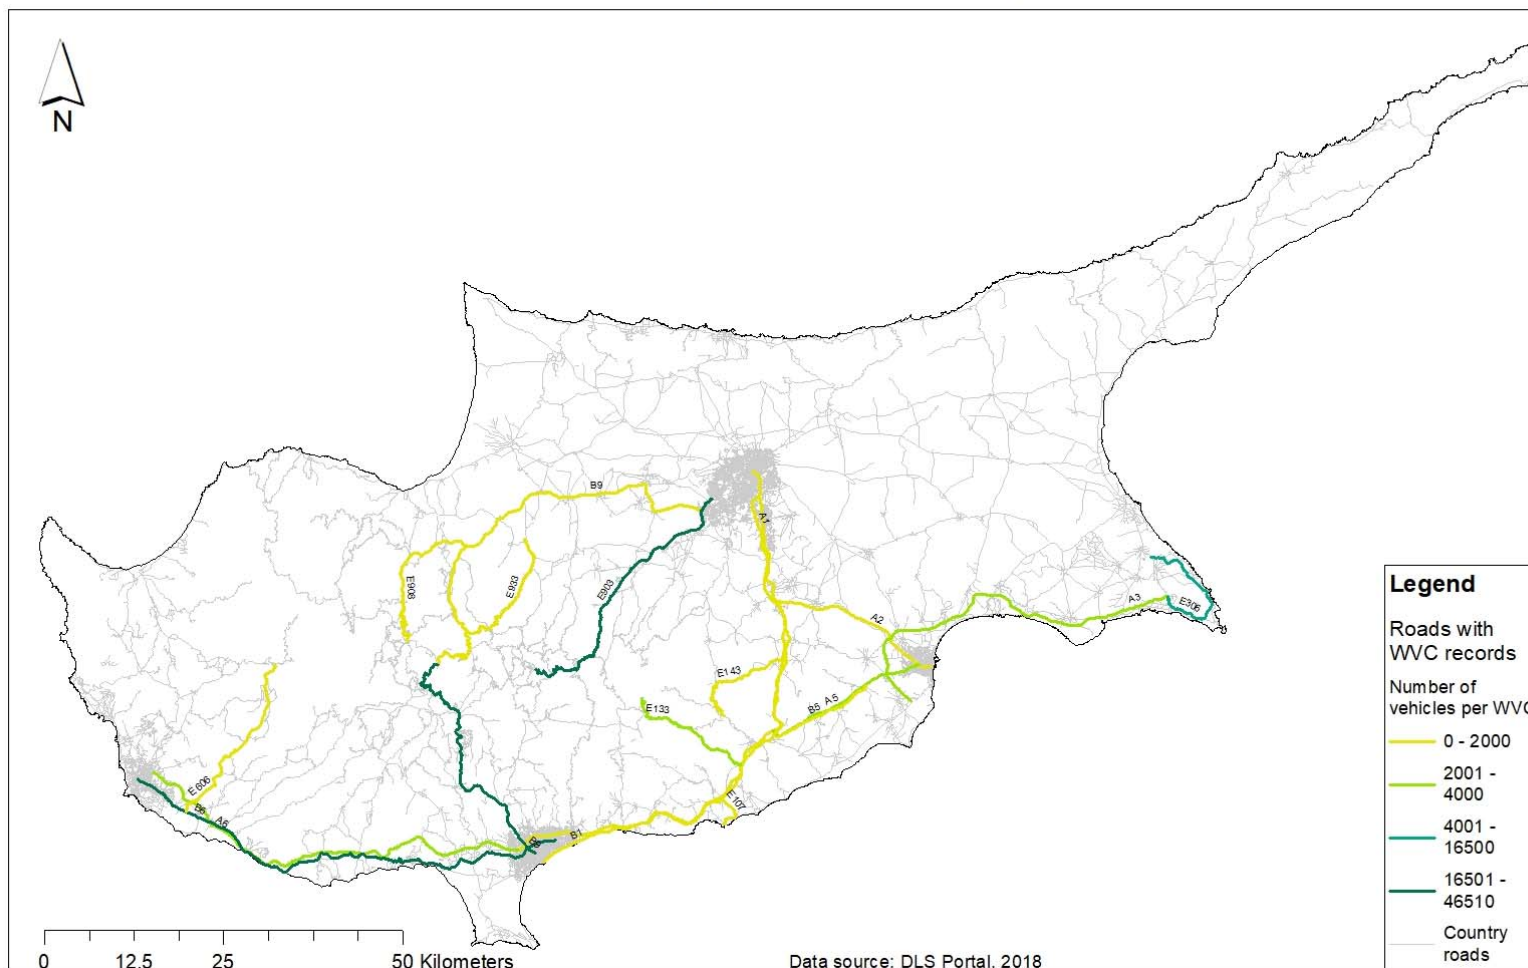 N
B9
A1
E908
E933
E903
A2
A3
E306
E143
B5 A5
E133
E606
E107
B6
A6
B1
Legend
Roads with
WVC records
Number of
vehicles per WVC
0 - 2000
2001 -
4000
4001 -
16500
16501 -
46510
Country
roads
0 12.5 25 50 Kilometers
Data source: DLS Portal, 2018